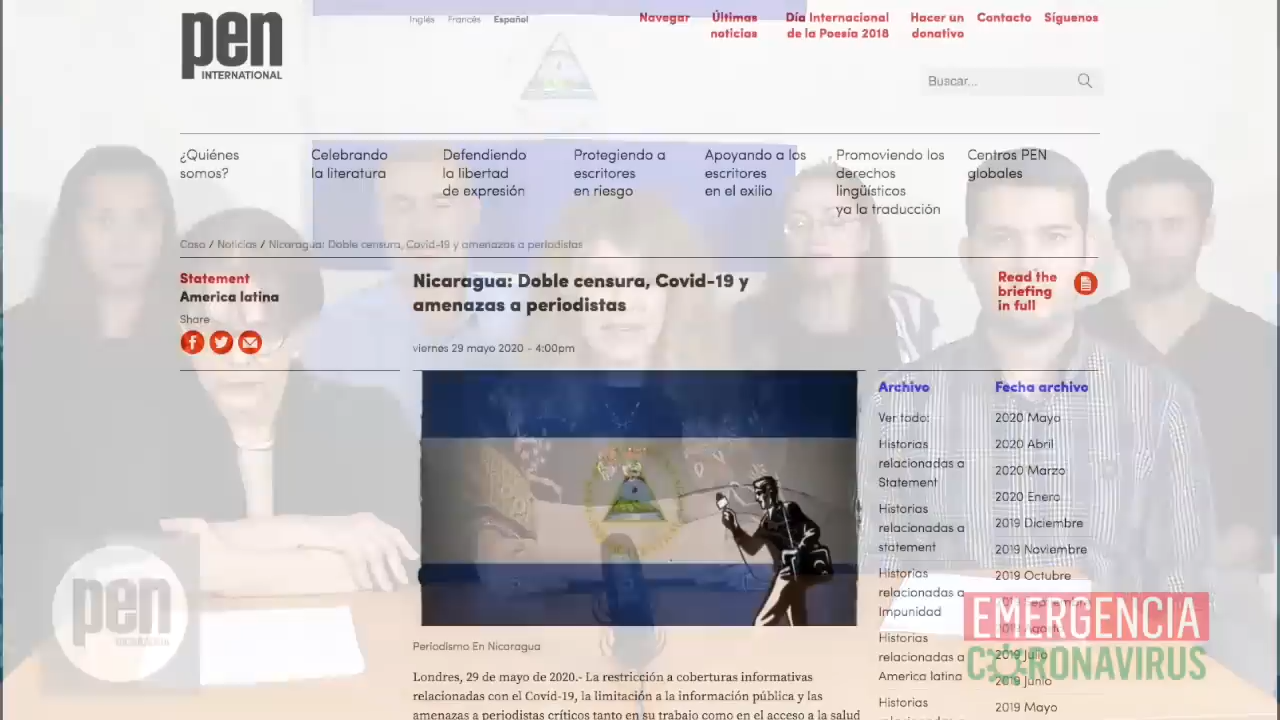 pen
INTERNATIONAL
Inglés Francés Español
Navegar
Últimas
noticias
Día Internacional
de la Poesía 2018
Hacer un
donativo
Contacto
Síguenos
Buscar...
¿Quiénes
somos?
Celebrando
la literatura
Defendiendo
la libertad
de expresión
Protegiendo a
escritores
en riesgo
Apoyando a los
escritores
en el exilio
Promoviendo los
derechos
lingüísticos
ya la traducción
Centros PEN
globales
Casa / Noticias / Nicaragua: Doble censura, Covid-19 y amenazas a periodistas
Statement
America latina
Share
Nicaragua: Doble censura, Covid-19 y
amenazas a periodistas
viernes 29 mayo 2020 - 4:00pm
Read the
briefing
in full
Periodismo En Nicaragua
Londres, 29 de mayo de 2020.- La restricción a coberturas informativas
relacionadas con el Covid-19, la limitación a la información pública y las
amenazas a periodistas críticos tanto en su trabajo como en el acceso a la salud
Archivo
Ver todo:
Historias
relacionadas a
Statement
Historias
relacionadas a
statement
Historias
relacionadas a
Impunidad
Historias
relacionadas a
America latina
Historias
Fecha archivo
2020 Mayo
2020 Abril
2020 Marzo
2020 Enero
2019 Diciembre
2019 Noviembre
2019 Octubre
2019 Julio
2019 Junio
2019 Mayo
pen
EMERGENCIA
CORONAVIRUS